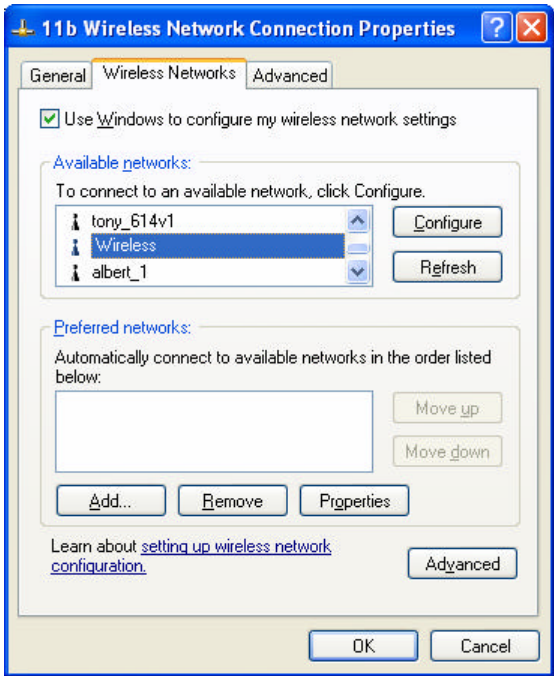 11b Wireless Network Connection Properties
General Wireless Networks Advanced
Use Windows to configure my wireless network settings
Available networks:
To connect to an available network, click Configure.
tony_614v1
Wireless
albert_1
Configure
Refresh
Preferred networks:
Automatically connect to available networks in the order listed
below:
Move up
Move down
Add... Remove Properties
Learn about setting up wireless network
configuration.
Advanced
OK Cancel